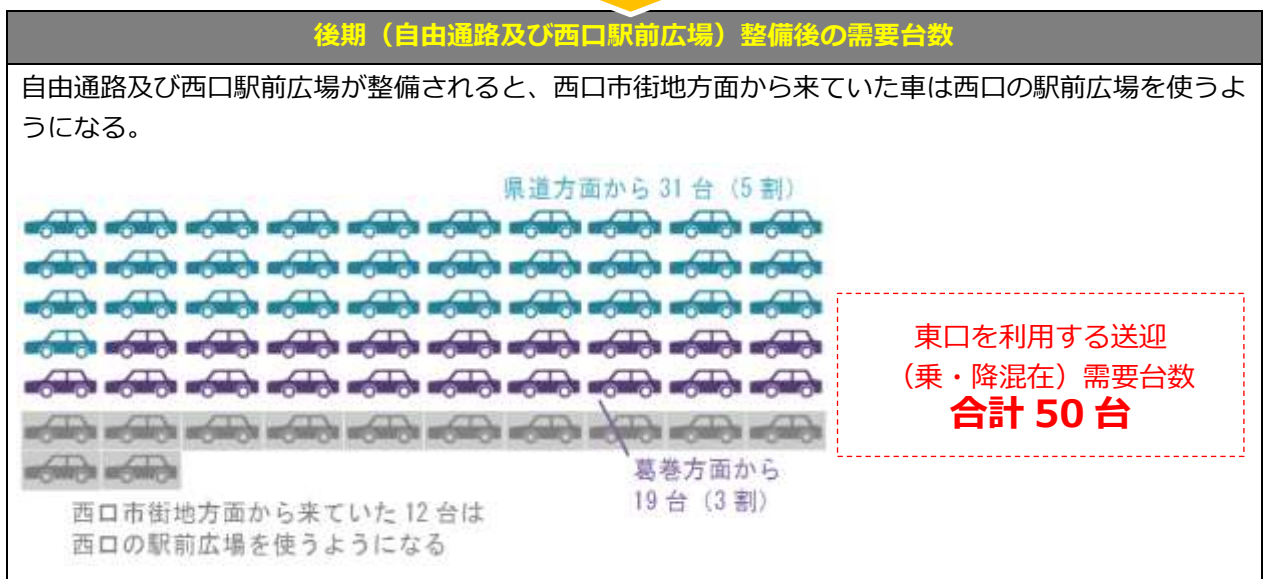 後期（自由通路及び西口駅前広場）整備後の需要台数
自由通路及び西口駅前広場が整備されると、西口市街地方面から来ていた車は西口の駅前広場を使うよ
うになる。
県道方面から 31 台（5 割）
東口を利用する送迎
（乗・降混在）需要台数
合計 50 台
葛巻方面から
19 台（3 割）
西口市街地方面から来ていた 12 台は
西口の駅前広場を使うようになる